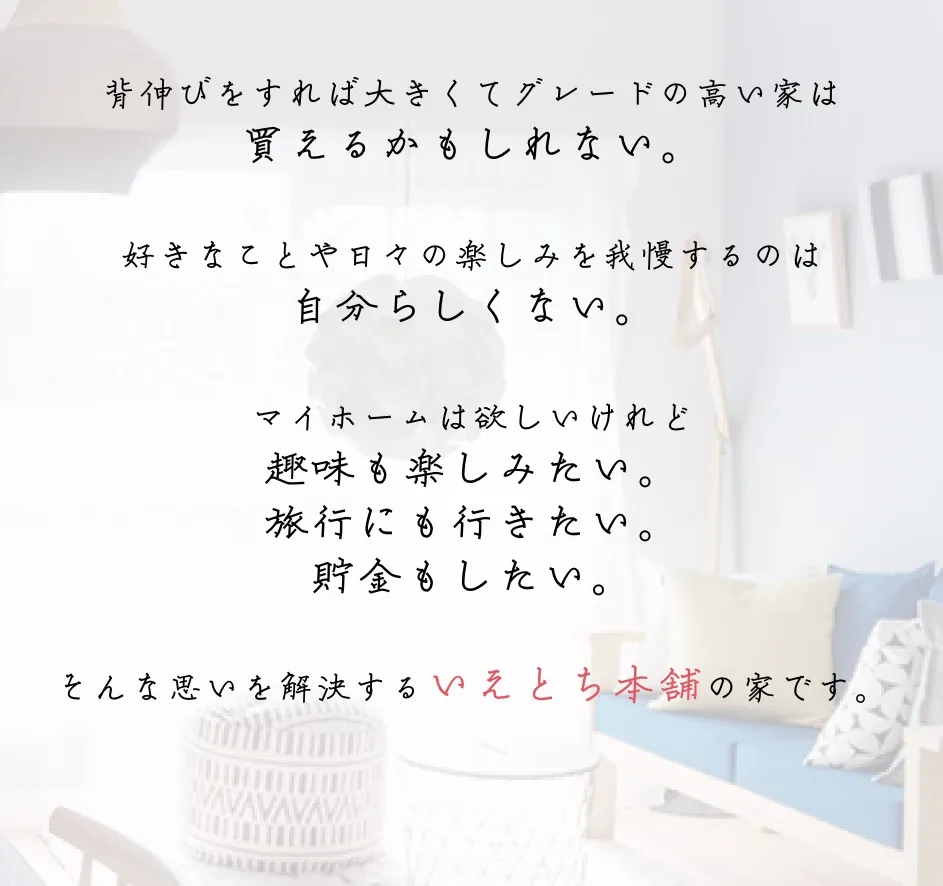 背伸びをすれば大きくてグレードの高い家は
買えるかもしれない。
好きなことや日々の楽しみを我慢するのは
自分らしくない。
マイホームは欲しいけれど
趣味も楽しみたい。
旅行にも行きたい。
貯金もしたい。
そんな思いを解決するいえとち本舗の家です。